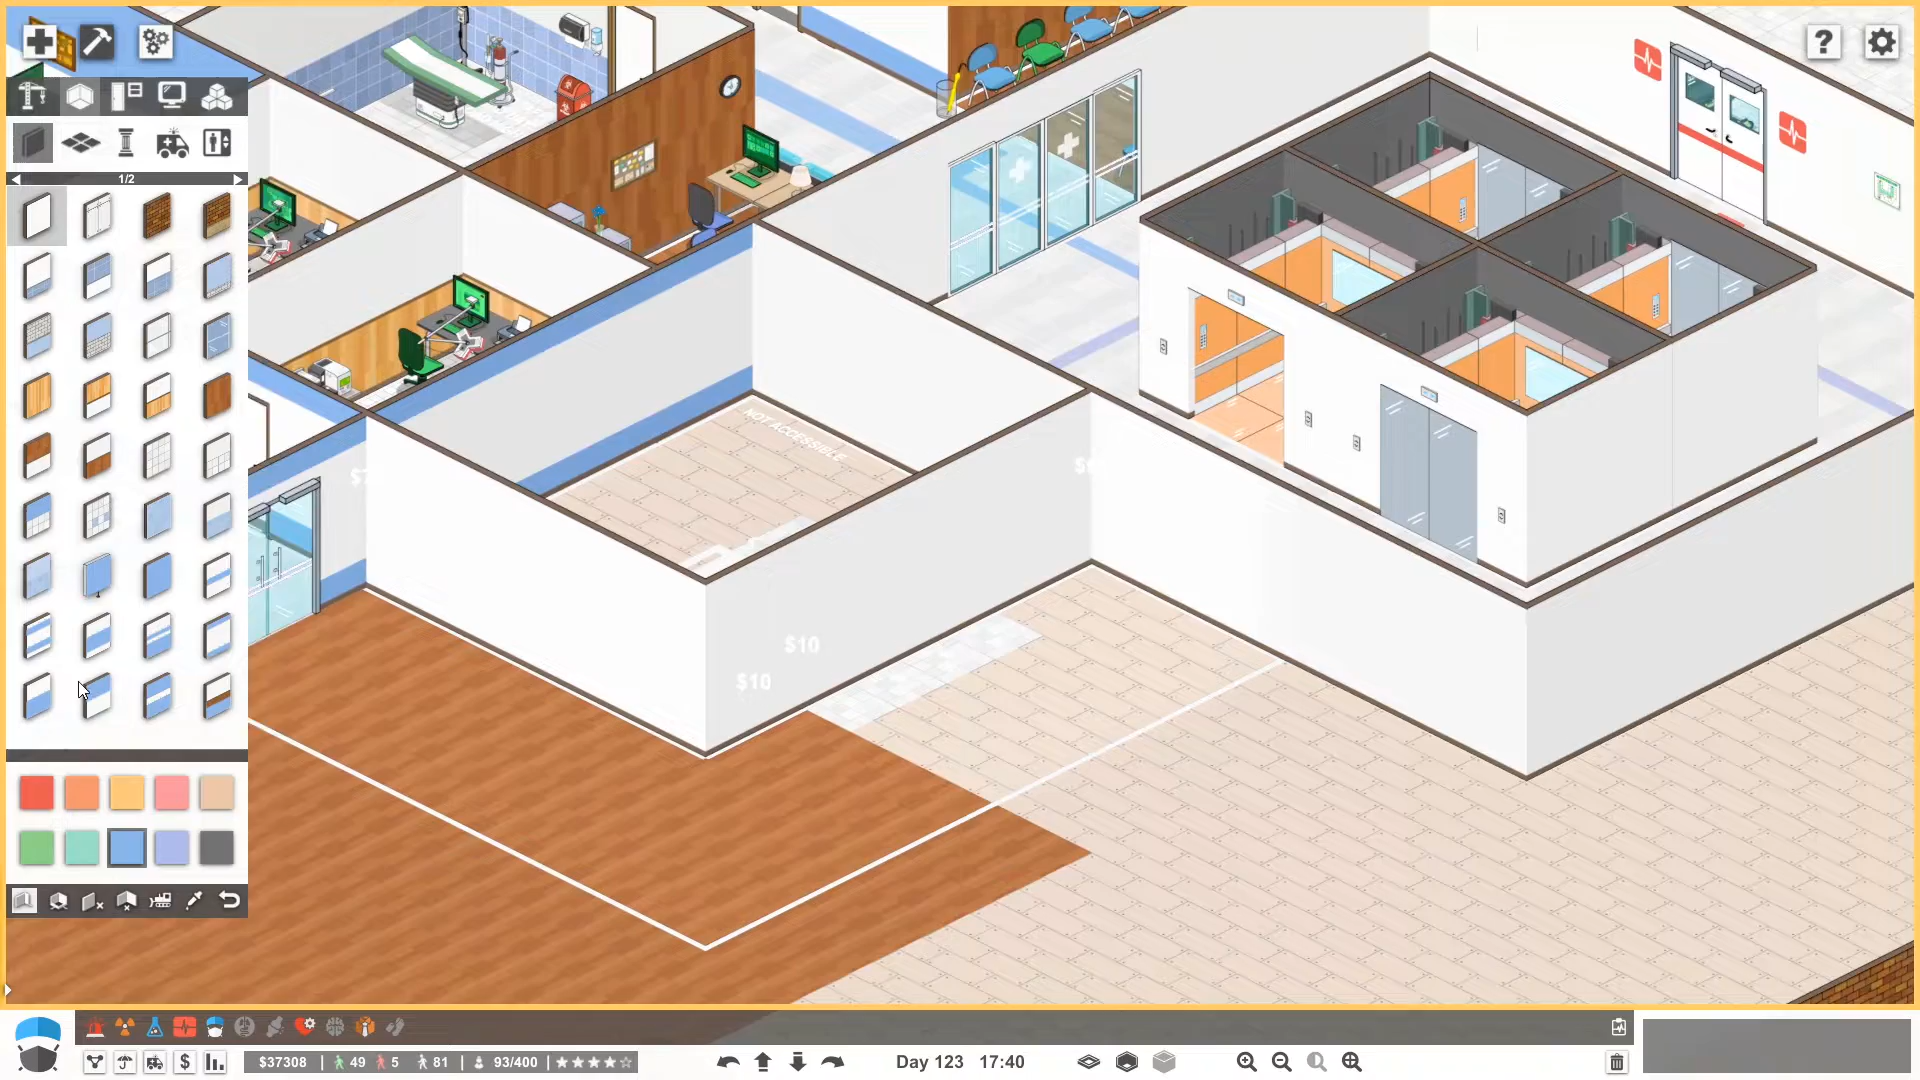 ?
1/2
NOT ACCESSIBLE
$10
$10
$37308 | 49 5 | 81 | 93/400 |
Day 123 17:40
$